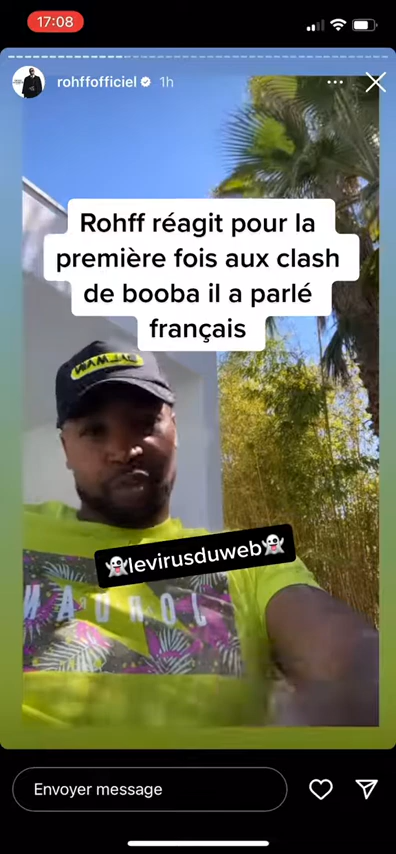 17:08
rohffofficiel 1h
Rohff réagit pour la
première fois aux clash
de booba il a parlé
français
👻levirusduweb👻
Envoyer message